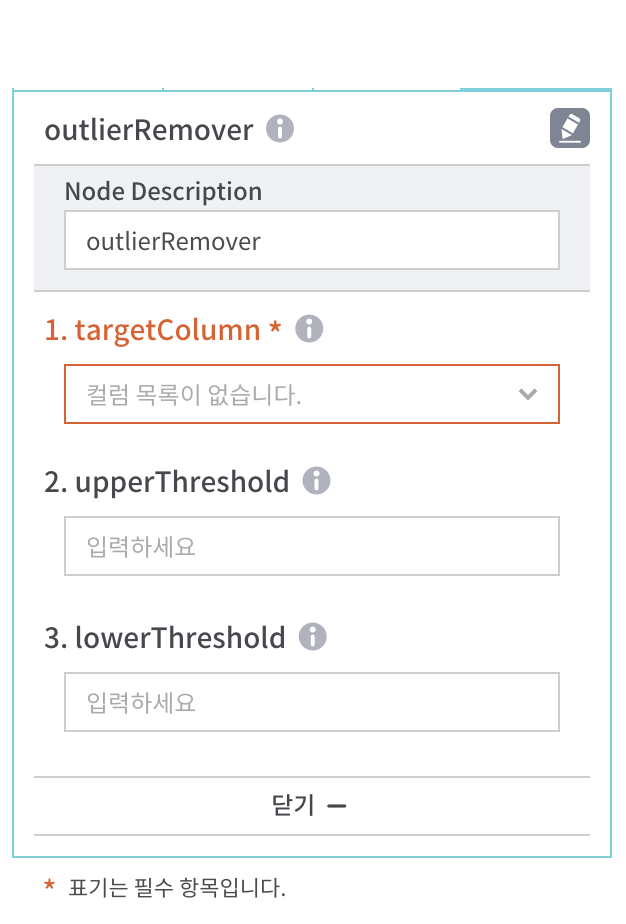 outlierRemover
Node Description
outlierRemover
1. targetColumn *
컬럼 목록이 없습니다.
2. upperThreshold
입력하세요
3. lowerThreshold
입력하세요
닫기
* 표기는 필수 항목입니다.